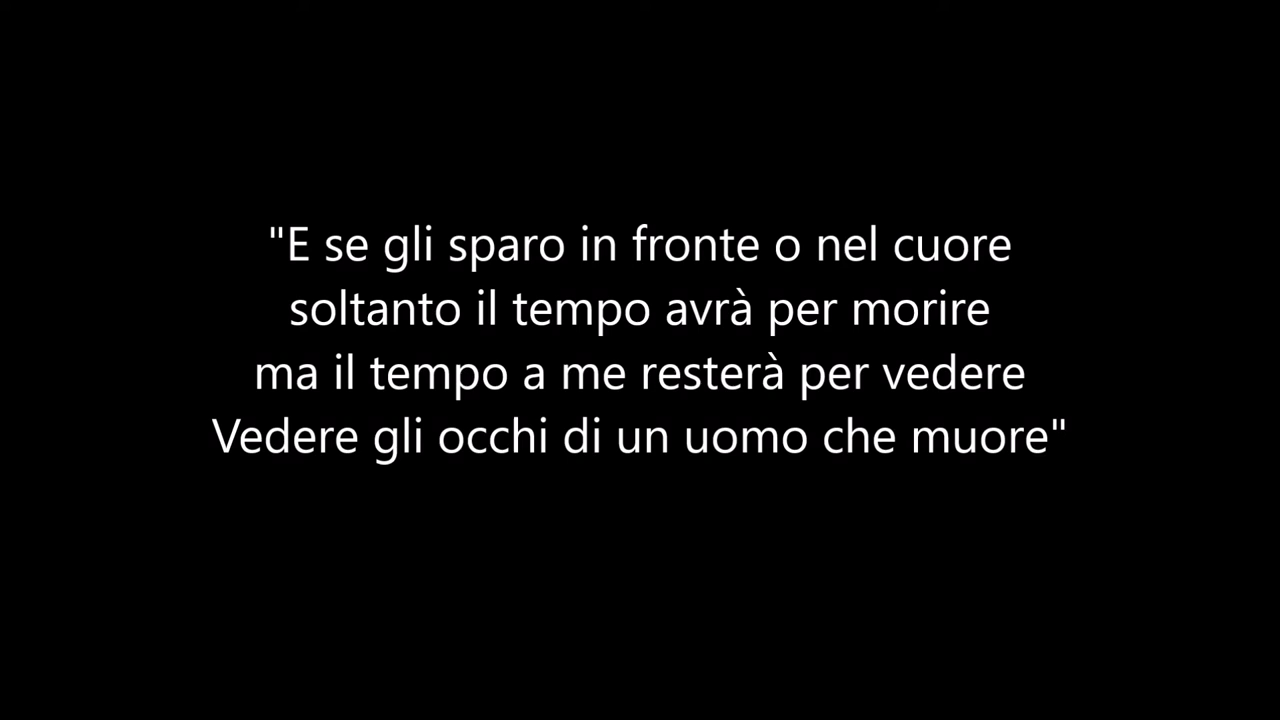 "E se gli sparo in fronte o nel cuore
soltanto il tempo avrà per morire
ma il tempo a me resterà per vedere
Vedere gli occhi di un uomo che muore"